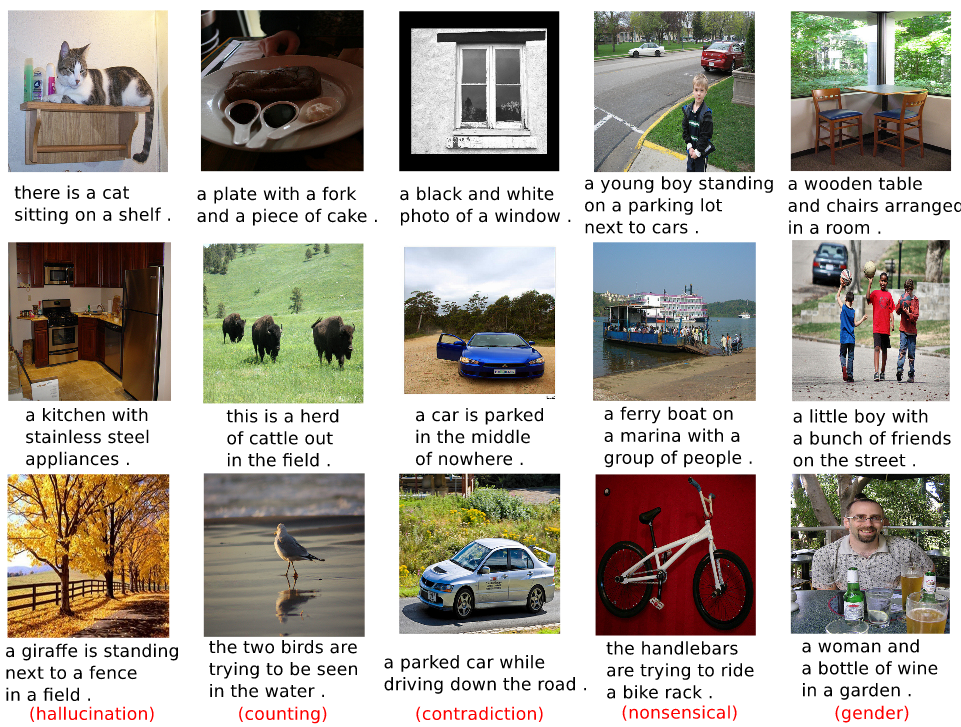 there is a cat
sitting on a shelf .
a plate with a fork
and a piece of cake .
a black and white
photo of a window .
a young boy standing
on a parking lot
next to cars .
a wooden table
and chairs arranged
in a room .
a kitchen with
stainless steel
appliances .
this is a herd
of cattle out
in the field .
a car is parked
in the middle
of nowhere .
a ferry boat on
a marina with a
group of people .
a little boy with
a bunch of friends
on the street .
a giraffe is standing
next to a fence
in a field .
(hallucination)
the two birds are
trying to be seen
in the water .
(counting)
a parked car while
driving down the road .
(contradiction)
the handlebars
are trying to ride
a bike rack .
(nonsensical)
a woman and
a bottle of wine
in a garden .
(gender)